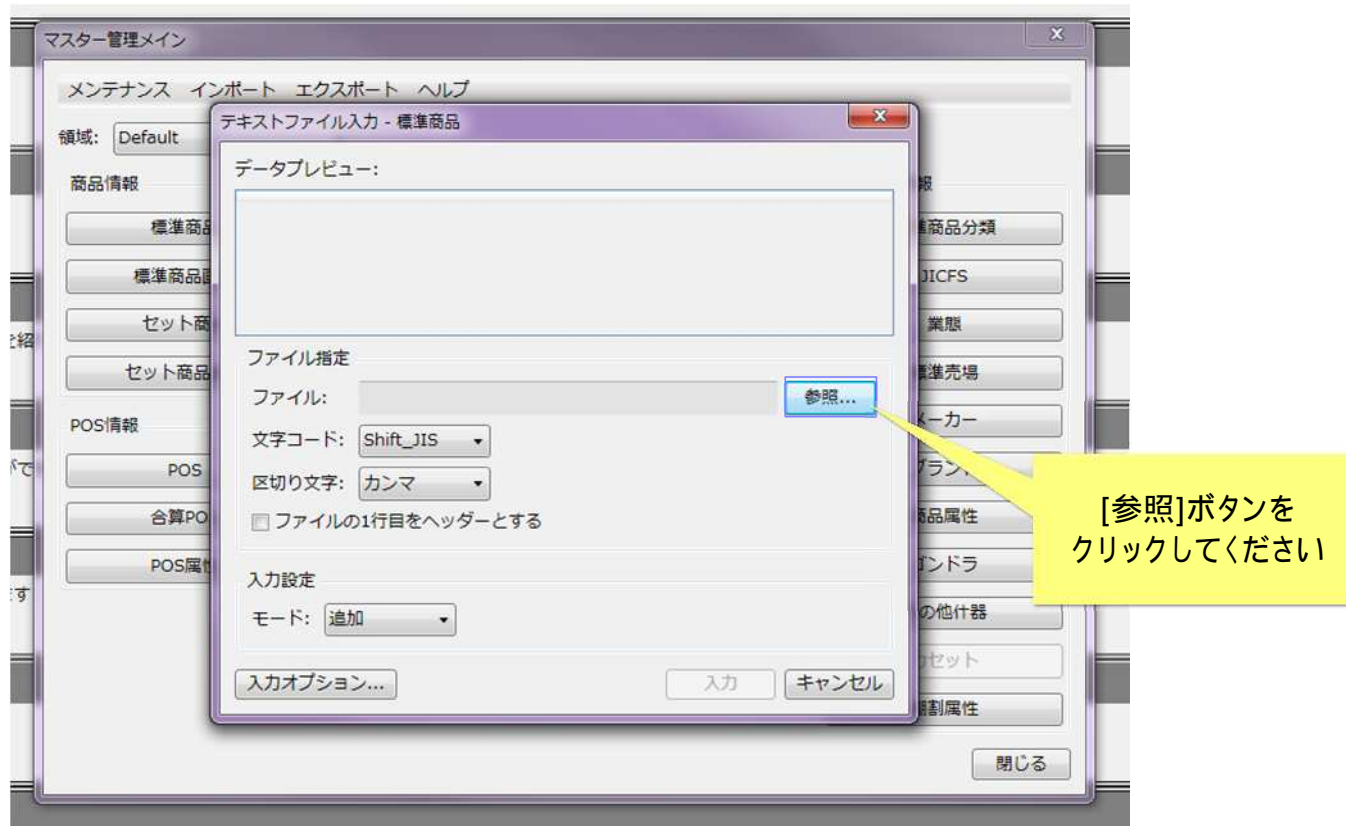 マスター管理メイン
メンテナンス インポート エクスポート ヘルプ
領域: Default
商品情報
標準商品
標準商品
セット商
セット商品
POS情報
POS
合算PO
POS属
テキストファイル入力 - 標準商品
データプレビュー:
ファイル指定
ファイル:
参照...
文字コード: Shift_JIS
区切り文字: カンマ
ファイルの1行目をヘッダーとする
入力設定
モード: 追加
入力オプション...
入力
キャンセル
報
準商品分類
JICFS
業態
標準売場
メーカー
ブランド
商品属性
ゴンドラ
の他什器
セット
棚割属性
閉じる
[参照]ボタンを
クリックしてください